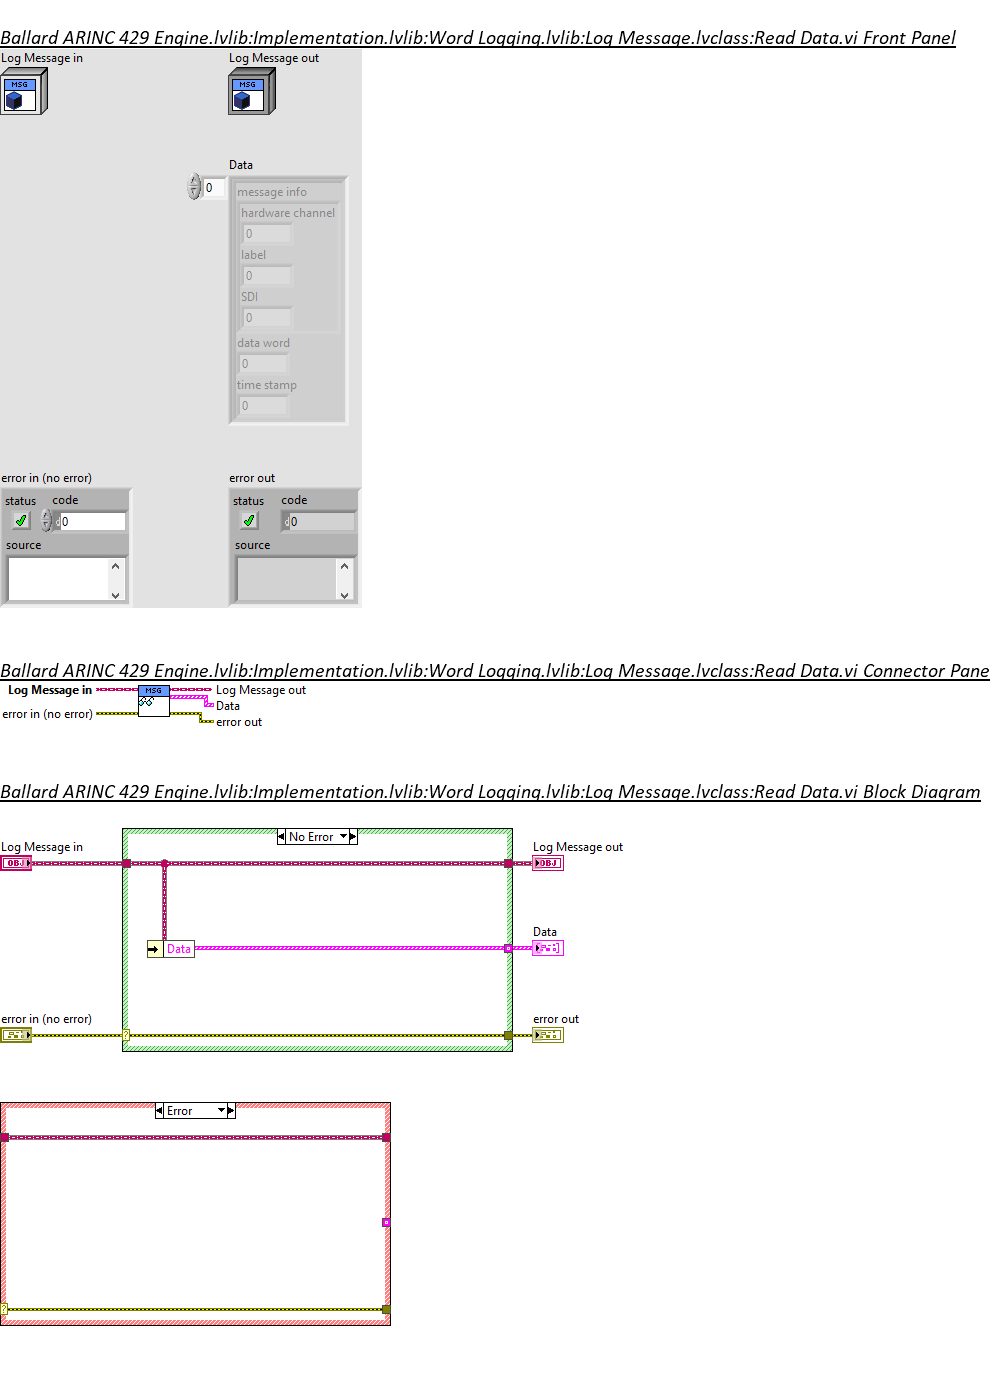 Ballard ARINC 429 Engine.lvlib:Implementation.lvlib:Word Logging.lvlib:Log Message.lvclass:Read Data.vi Front Panel
Log Message in
Log Message out
MSG
MSG
Data
0
message info
hardware channel
0
label
0
SDI
0
data word
0
time stamp
0
error in (no error)
error out
status
code
status
code
d0
d0
source
source
Ballard ARINC 429 Engine.lvlib:Implementation.lvlib:Word Logging.lvlib:Log Message.lvclass:Read Data.vi Connector Pane
Log Message in
MSG
Log Message out
Data
error in (no error)
error out
Ballard ARINC 429 Engine.lvlib:Implementation.lvlib:Word Logging.lvlib:Log Message.lvclass:Read Data.vi Block Diagram
No Error
Log Message in
Log Message out
OBJ
OBJ
Data
Data
error in (no error)
error out
?
Error
?